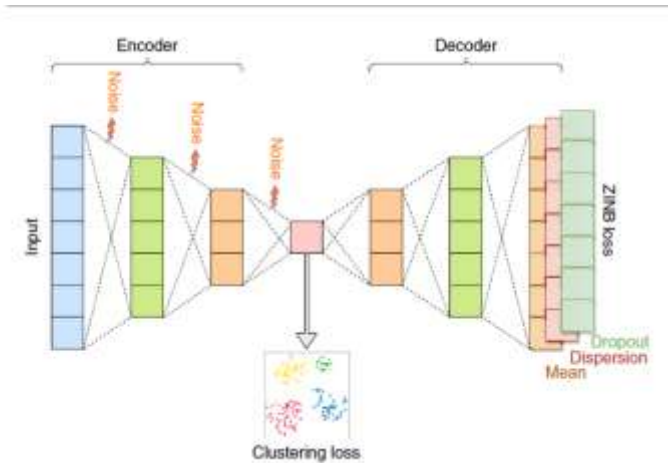 Encoder
Decoder
Noise
Noise
Noise
Input
ZINB loss
Dropout
Dispersion
Mean
Clustering loss